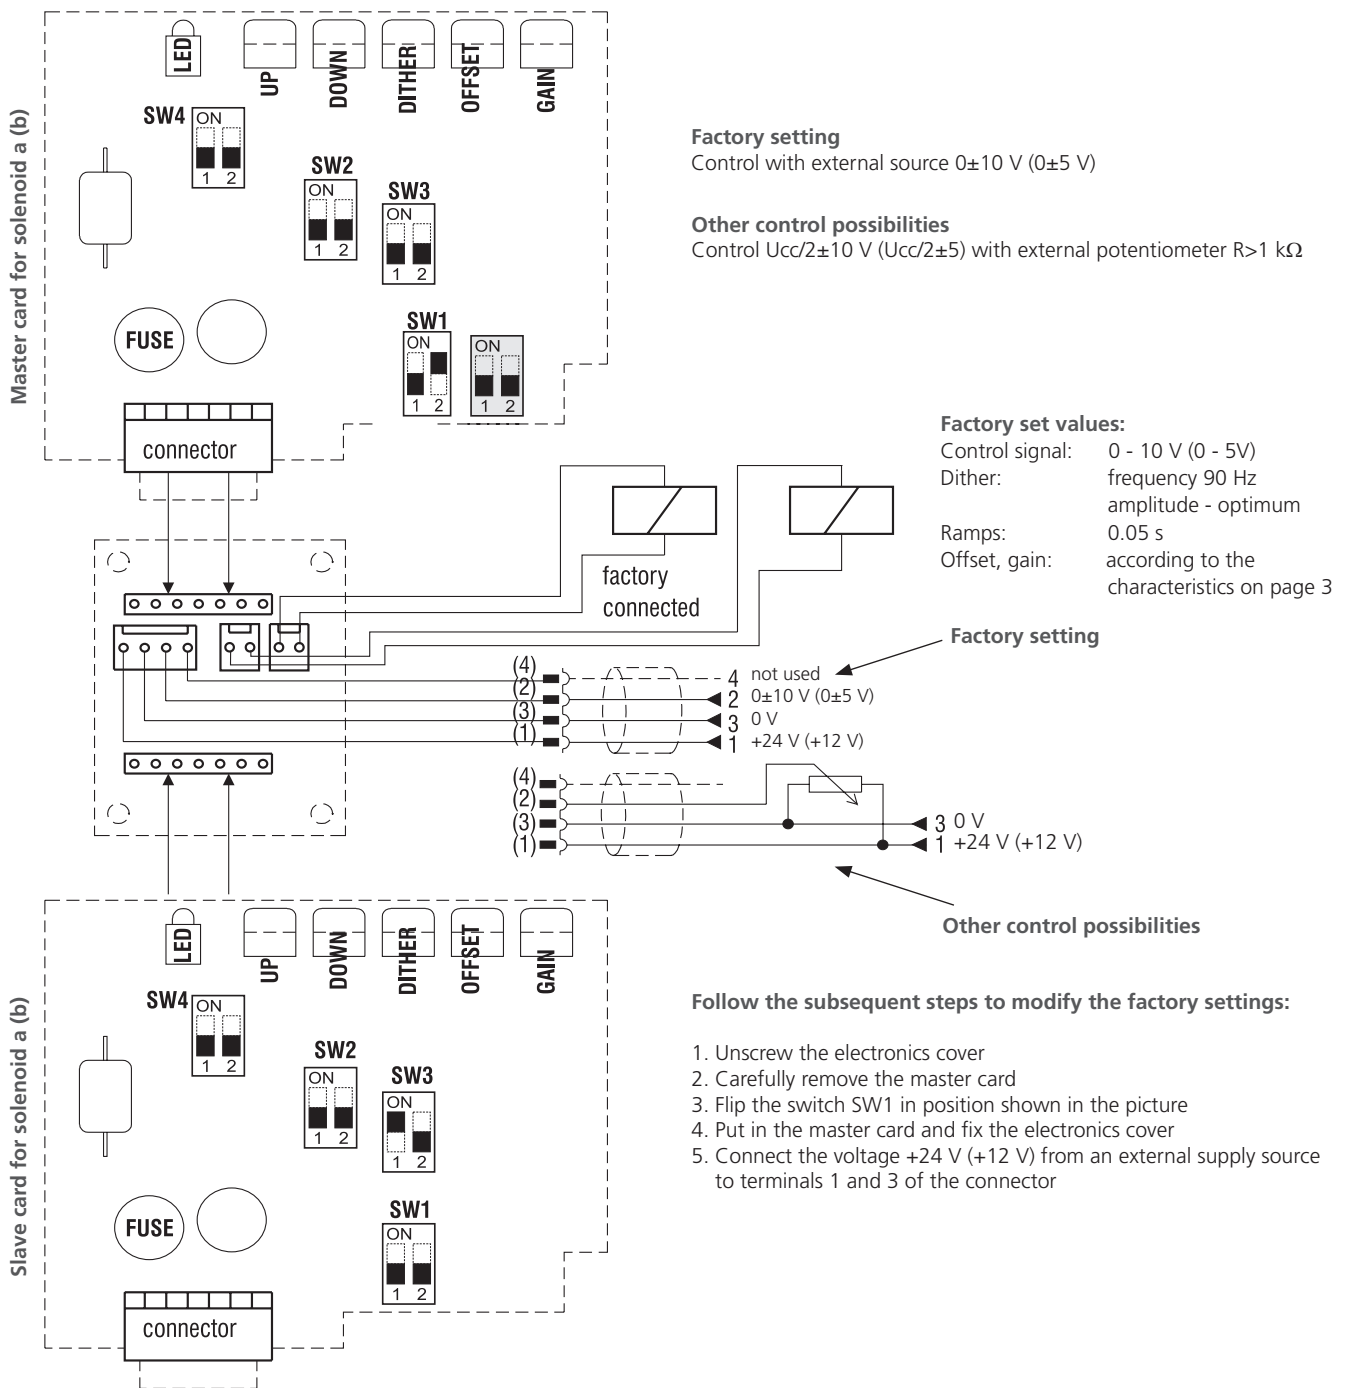 Master card for solenoid a (b)
LED
UP
DOWN
DITHER
OFFSET
GAIN
SW4
ON
1 2
SW2
ON
1 2
SW3
ON
1 2
FUSE
SW1
ON
1 2
ON
1 2
connector
Factory setting
Control with external source 0±10 V (0±5 V)
Other control possibilities
Control Ucc/2±10 V (Ucc/2±5) with external potentiometer R>1 kΩ
Factory set values:
Control signal: 0 - 10 V (0 - 5V)
Dither: frequency 90 Hz
amplitude - optimum
Ramps: 0.05 s
Offset, gain: according to the
characteristics on page 3
factory
connected
Factory setting
(4) 4 not used
(2) 2 0±10 V (0±5 V)
(3) 3 0 V
(1) 1 +24 V (+12 V)
(4)
(2)
(3) 3 0 V
(1) 1 +24 V (+12 V)
Other control possibilities
Slave card for solenoid a (b)
LED
UP
DOWN
DITHER
OFFSET
GAIN
SW4
ON
1 2
SW2
ON
1 2
SW3
ON
1 2
FUSE
SW1
ON
1 2
connector
Follow the subsequent steps to modify the factory settings:
1. Unscrew the electronics cover
2. Carefully remove the master card
3. Flip the switch SW1 in position shown in the picture
4. Put in the master card and fix the electronics cover
5. Connect the voltage +24 V (+12 V) from an external supply source
to terminals 1 and 3 of the connector